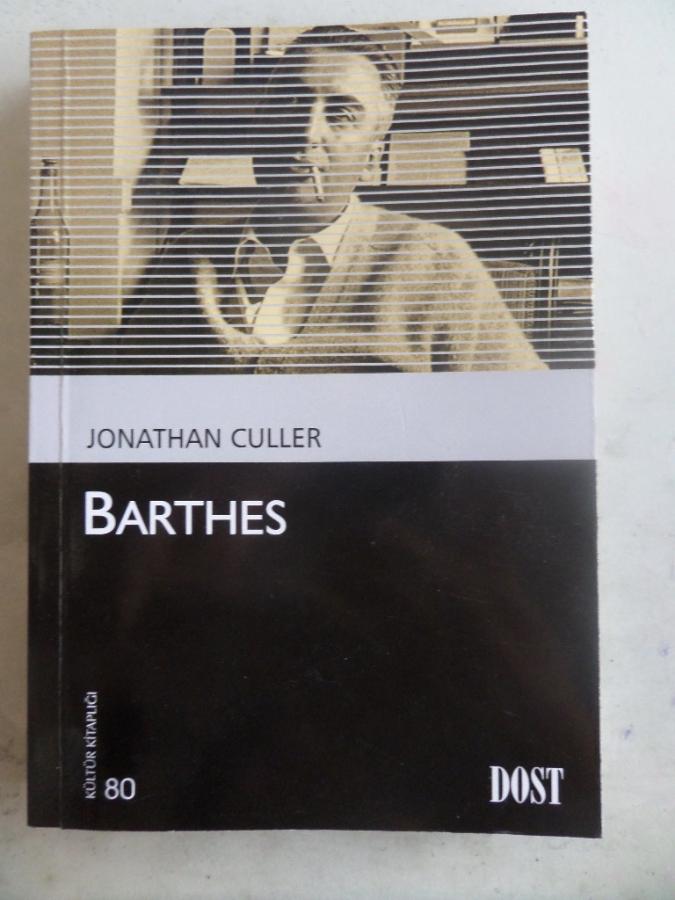 JONATHAN CULLER
BARTHES
KÜLTÜR KİTAPLIĞI
80
DOST